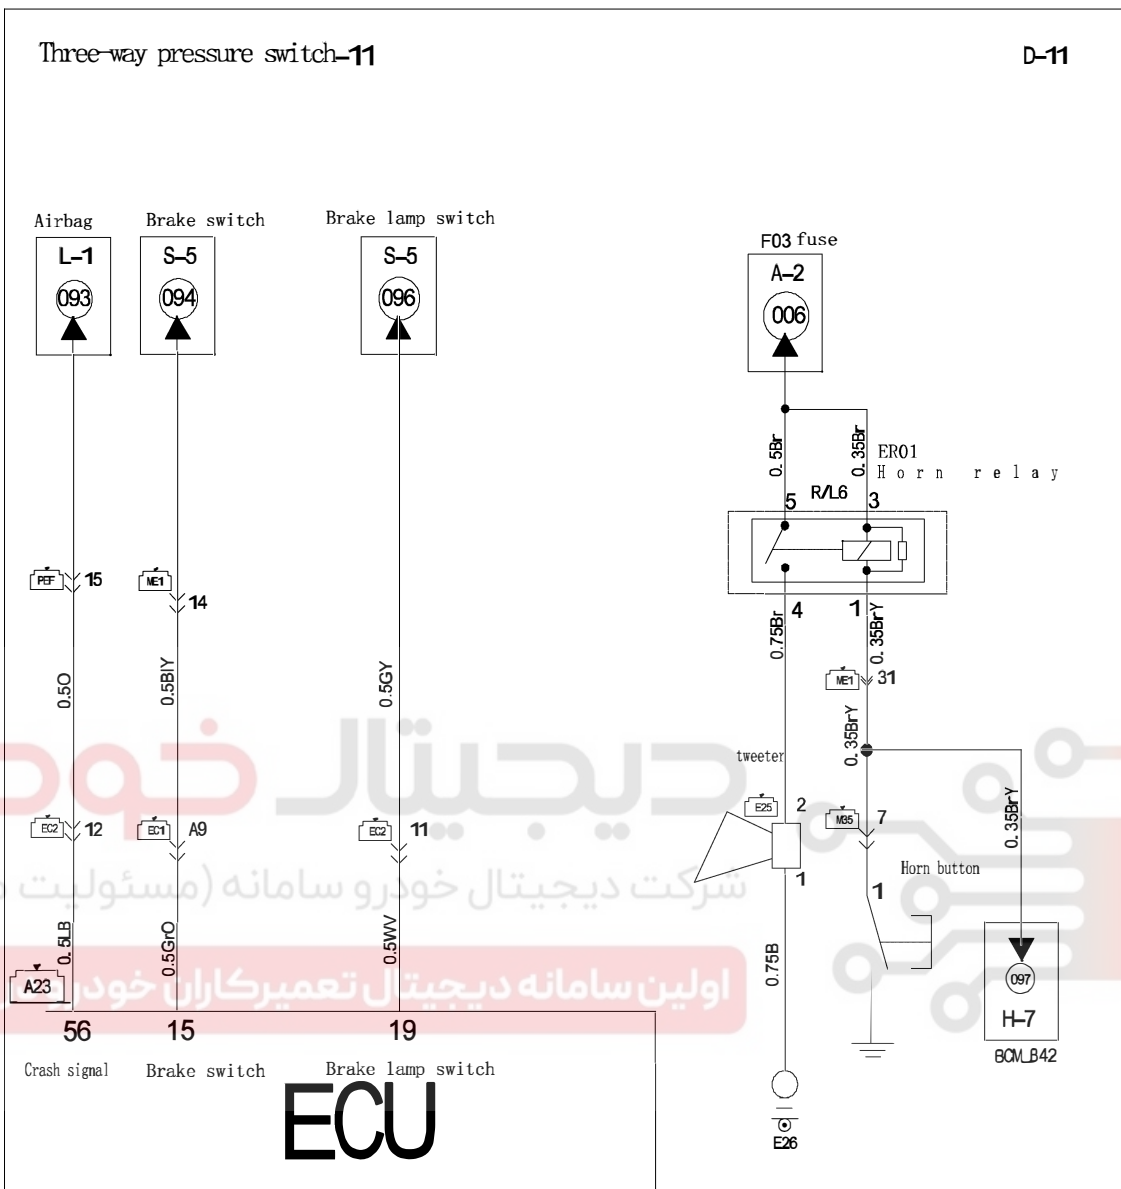 Three-way pressure switch-11
D-11
Airbag
Brake switch
Brake lamp switch
F03 fuse
L-1
S-5
S-5
A-2
093
094
096
006
0.5Br
0.35Br
ER01
Horn relay
5
R/L6
3
PEF
15
ME1
14
4
1
0.75Br
0.35BrY
ME1
31
0.5O
0.5BlY
0.5GY
0.35BrY
tweeter
دیجیتال خودرو
E25
2
EC2
12
EC1
A9
EC2
11
M35
7
0.35BrY
1
Horn button
1
شرکت دیجیتال خودرو سامانه (مسئولیت
0.5LB
0.5GrO
0.5WV
0.75B
اولین سامانه دیجیتال تعمیرکاران خودرو
A23
097
H-7
56
15
19
BCM_B42
Crash signal
Brake switch
Brake lamp switch
ECU
E26